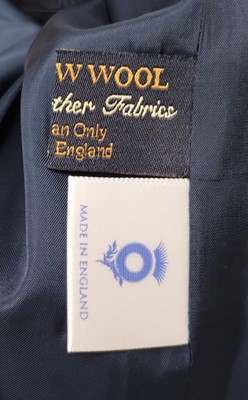 W WOOL
ther Fabrics
an Only
England
MADE IN ENGLAND